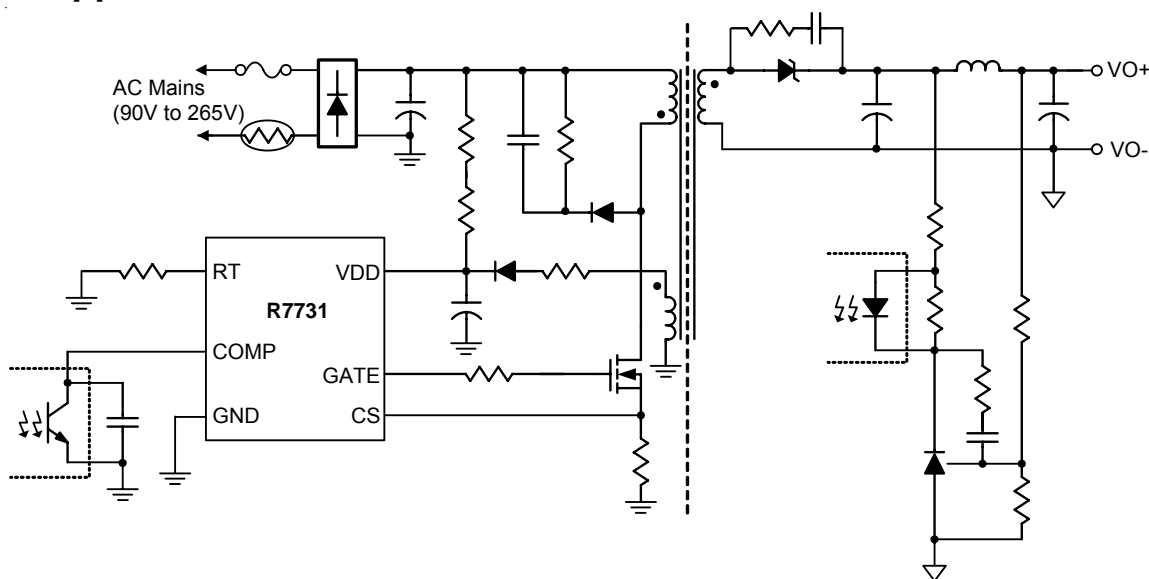 AC Mains
(90V to 265V)
VO+
VO-
RT
VDD
R7731
COMP
GATE
GND
CS